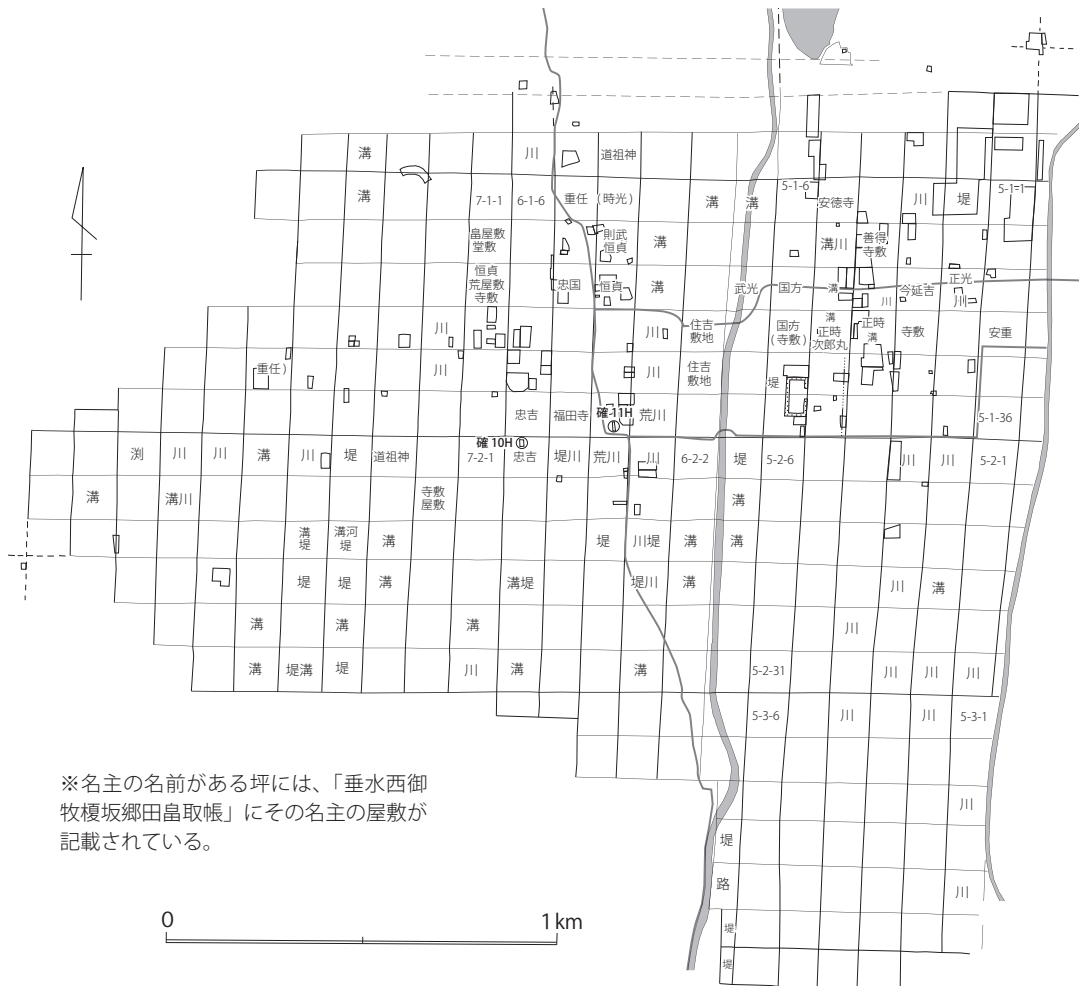 溝
川
道祖神
溝
7-1-1
6-1-6
重任
(時光)
溝
溝
5-1-6
安徳寺
川
堤
5-1-1
畠屋敷
堂敷
則武
恒貞
溝
溝川
善得
寺敷
恒貞
荒屋敷
寺敷
忠国
恒貞
溝
武光
国方
溝
川
今延吉
正光
川
川
川
住吉
敷地
国方
(寺敷)
溝
正時
次郎丸
正時
溝
寺敷
安重
重任)
川
川
住吉
敷地
堤
忠吉
福田寺
確 11H
荒川
5-1-36
確 10H
渕
川
川
溝
川
堤
道祖神
7-2-1
忠吉
堤川
荒川
川
6-2-2
堤
5-2-6
川
川
5-2-1
溝
溝川
寺敷
屋敷
溝
溝
堤
溝河
堤
溝
堤
川堤
溝
溝
堤
堤
溝
溝堤
堤川
溝
川
溝
溝
溝
溝
川
溝
堤溝
堤
川
溝
溝
5-2-31
川
川
川
5-3-6
川
川
5-3-1
※名主の名前がある坪には、「垂水西御
牧榎坂郷田畠取帳」にその名主の屋敷が
記載されている。
川
堤
路
川
堤
堤
0
1 km